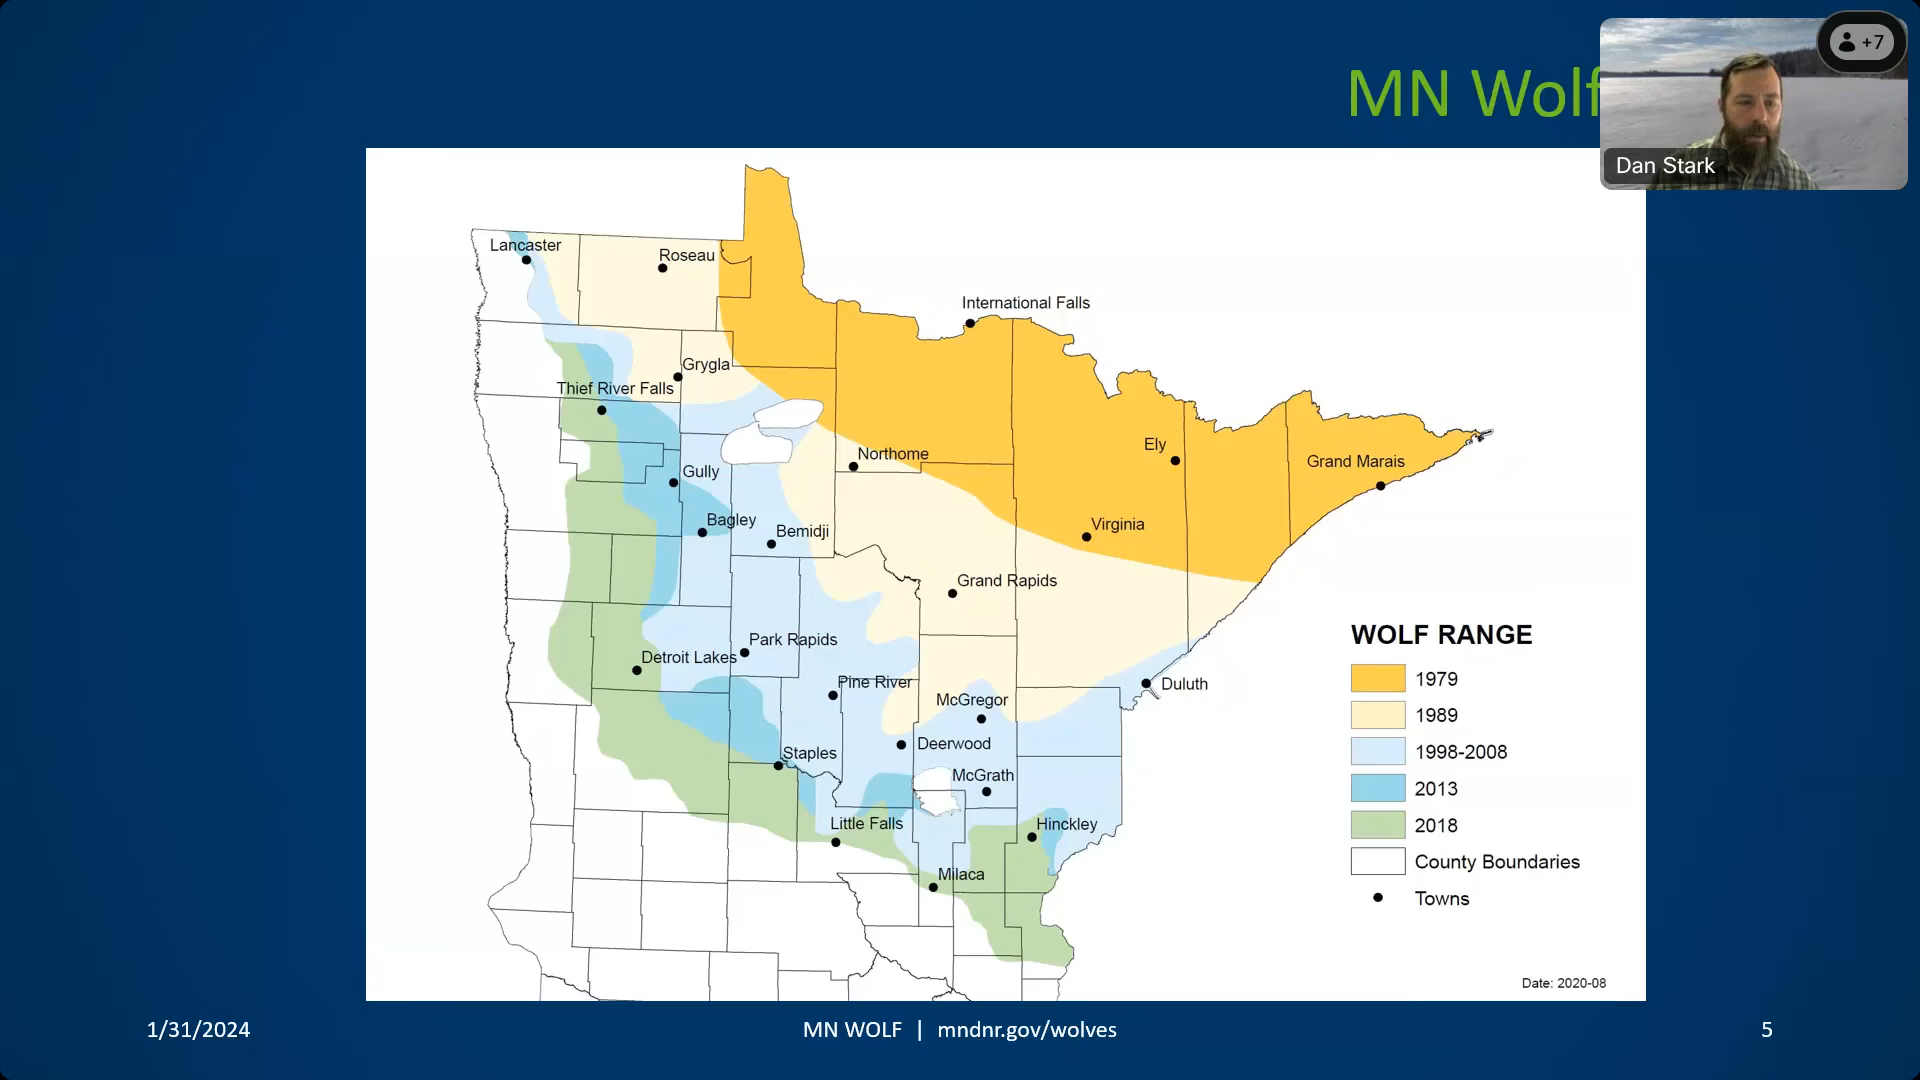 +7
MN Wolf
Dan Stark
Lancaster
Roseau
International Falls
Grygla
Thief River Falls
Northome
Ely
Grand Marais
Gully
Bagley
Bemidji
Virginia
Grand Rapids
Park Rapids
Detroit Lakes
Pine River
McGregor
Duluth
Deerwood
Staples
McGrath
Little Falls
Hinckley
Milaca
WOLF RANGE
1979
1989
1998-2008
2013
2018
County Boundaries
Towns
Date: 2020-08
1/31/2024
MN WOLF | mndnr.gov/wolves
5